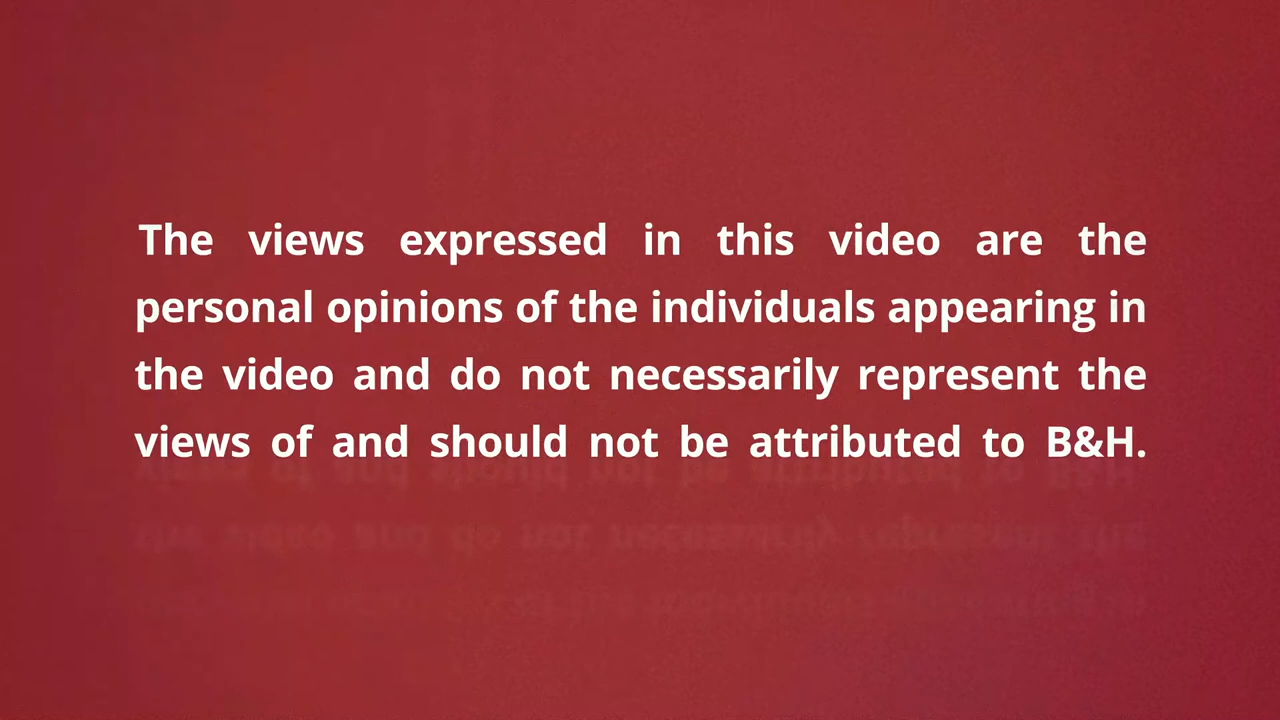 The views expressed in this video are the
personal opinions of the individuals appearing in
the video and do not necessarily represent the
views of and should not be attributed to B&H.